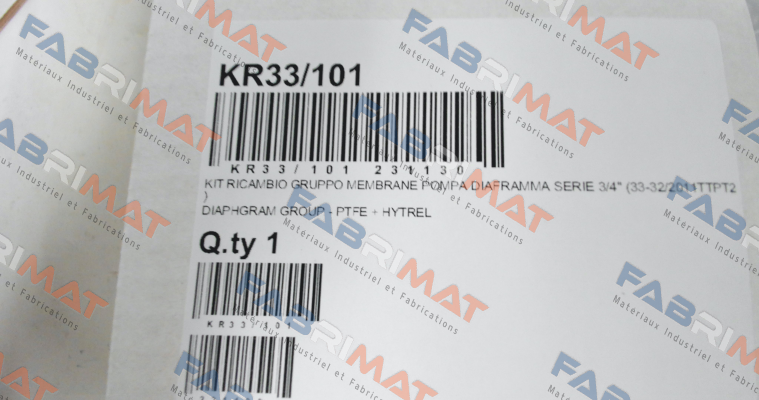 KR33/101
KR33/101 231130
KIT RICAMBIO GRUPPO MEMBRANE POMPA DIAFRAMMA SERIE 3/4" (33-32/2014TTPT2
)
DIAPHGRAM GROUP - PTFE + HYTREL
Q.ty 1
KR33/101
FABRIMAT
Materiaux Industriel et Fabrications